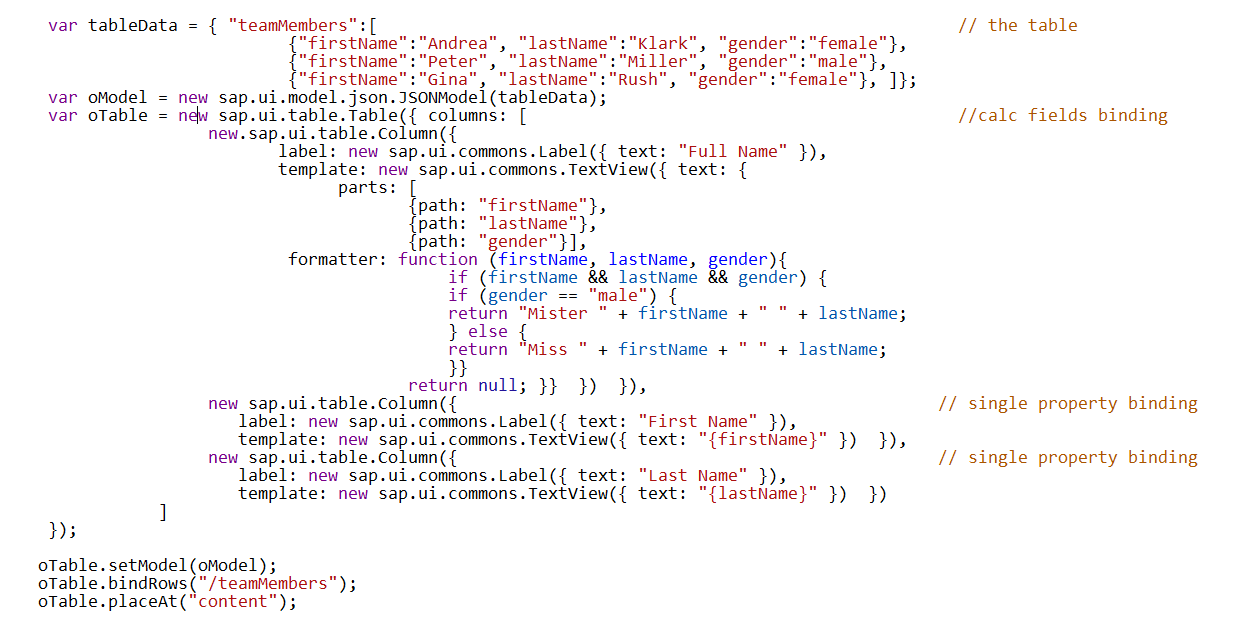 var tableData = { "teamMembers":[ // the table
{"firstName":"Andrea", "lastName":"Klark", "gender":"female"},
{"firstName":"Peter", "lastName":"Miller", "gender":"male"},
{"firstName":"Gina", "lastName":"Rush", "gender":"female"}, ]};
var oModel = new sap.ui.model.json.JSONModel(tableData);
var oTable = new sap.ui.table.Table({ columns: [ //calc fields binding
new.sap.ui.table.Column({
label: new sap.ui.commons.Label({ text: "Full Name" }),
template: new sap.ui.commons.TextView({ text: {
parts: [
{path: "firstName"},
{path: "lastName"},
{path: "gender"}],
formatter: function (firstName, lastName, gender){
if (firstName && lastName && gender) {
if (gender == "male") {
return "Mister " + firstName + " " + lastName;
} else {
return "Miss " + firstName + " " + lastName;
}}
return null; }} }) }),
new sap.ui.table.Column({ // single property binding
label: new sap.ui.commons.Label({ text: "First Name" }),
template: new sap.ui.commons.TextView({ text: "{firstName}" }) }),
new sap.ui.table.Column({ // single property binding
label: new sap.ui.commons.Label({ text: "Last Name" }),
template: new sap.ui.commons.TextView({ text: "{lastName}" }) })
]
});
oTable.setModel(oModel);
oTable.bindRows("/teamMembers");
oTable.placeAt("content");